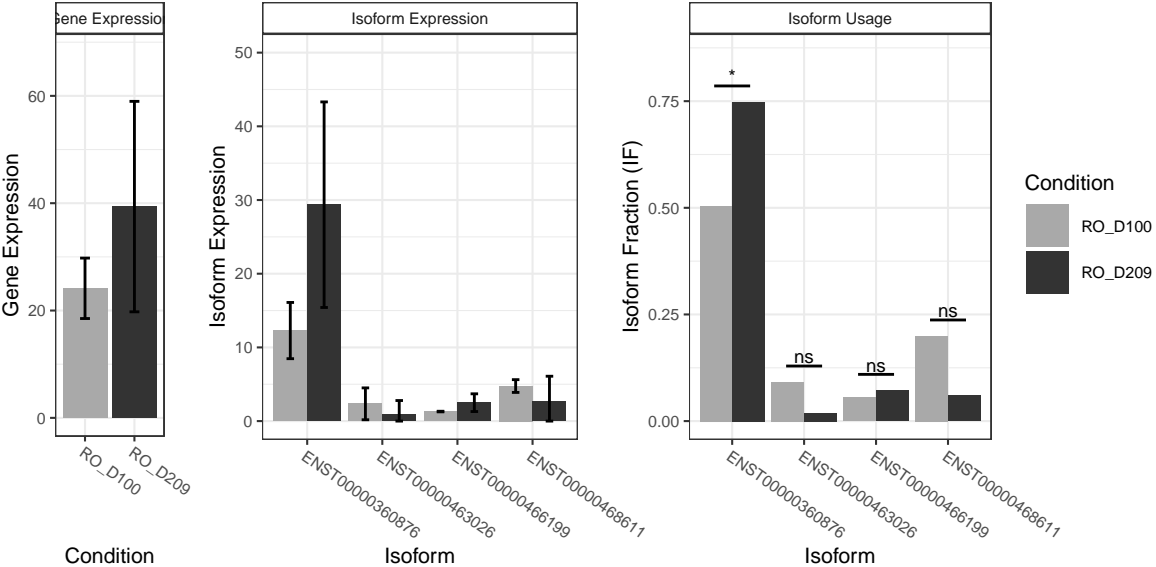 Gene Expression
Isoform Expression
Isoform Usage
Gene Expression
60
40
20
0
RO_D100
RO_D209
Condition
Isoform Expression
50
40
30
20
10
0
ENST00000360876
ENST00000463026
ENST00000466199
ENST00000468611
Isoform
Isoform Fraction (IF)
0.75
0.50
0.25
0.00
*
ns
ns
ns
ENST00000360876
ENST00000463026
ENST00000466199
ENST00000468611
Isoform
Condition
RO_D100
RO_D209